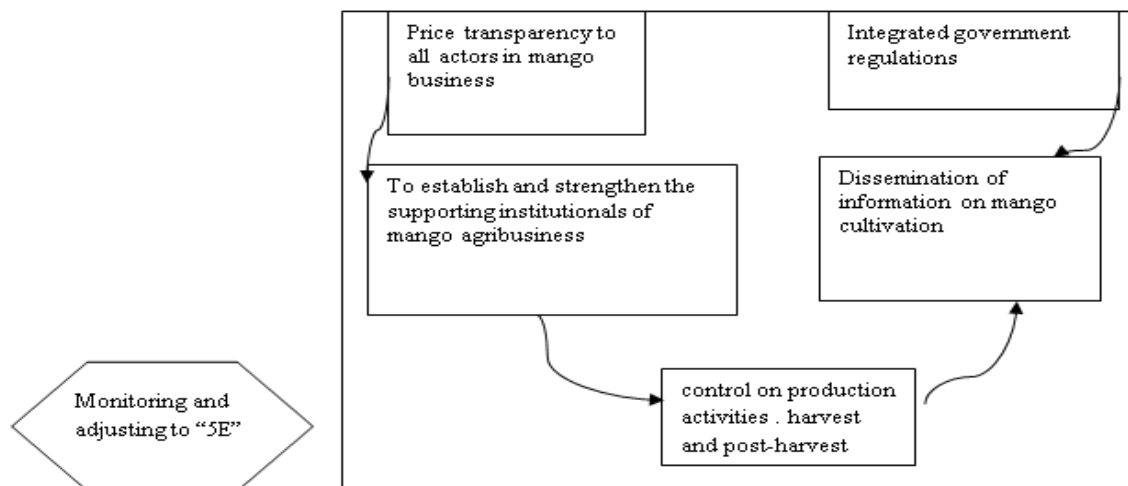 Price transparency to
all actors in mango
business
Integrated government
regulations
To establish and strengthen the
supporting institutionals of
mango agribusiness
Dissemination of
information on mango
cultivation
control on production
activities . harvest
and post-harvest
Monitoring and
adjusting to “5E”